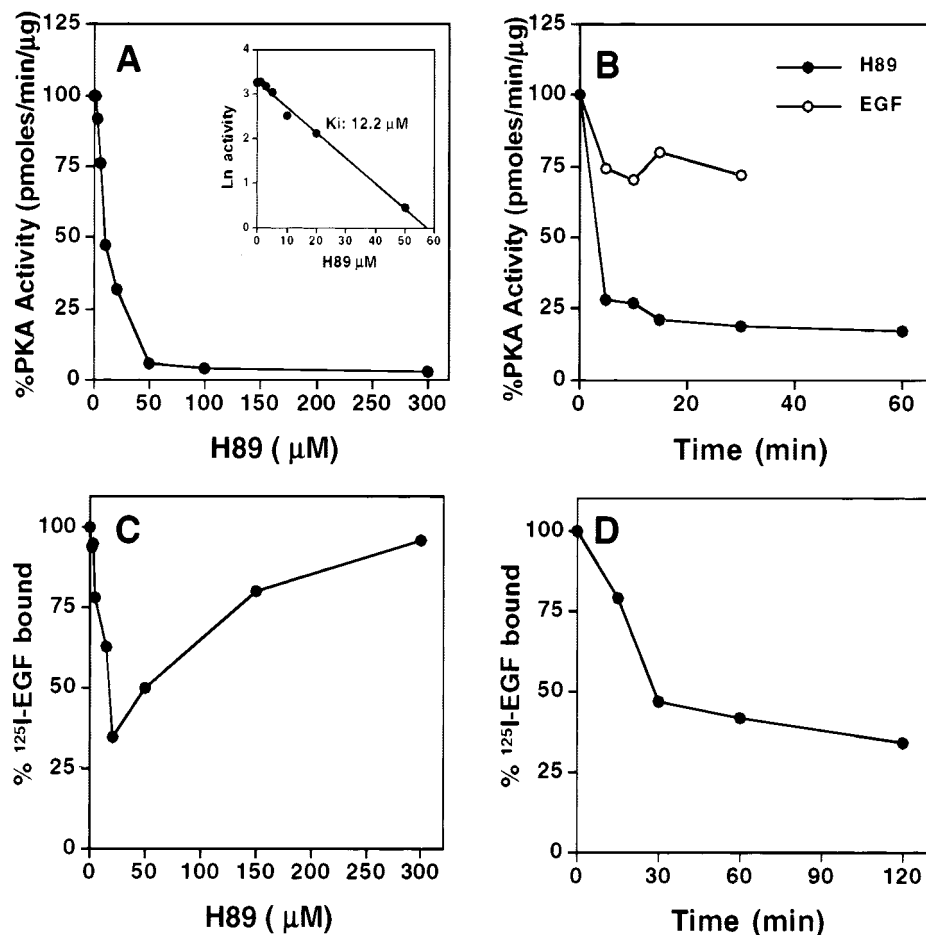 A
%PKA Activity (pmoles/min/μg)
125
100
75
50
25
0
0 50 100 150 200 250 300
H89 ( μM)
Ln activity
4
3
2
1
0
Ki: 12.2 μM
0 10 20 30 40 50 60
H89 μM
B
%PKA Activity (pmoles/min/μg)
125
100
75
50
25
0
H89
EGF
0 20 40 60
Time (min)
C
% ¹²⁵I-EGF bound
100
75
50
25
0
0 50 100 150 200 250 300
H89 ( μM)
D
% ¹²⁵I-EGF bound
100
75
50
25
0
0 30 60 90 120
Time (min)